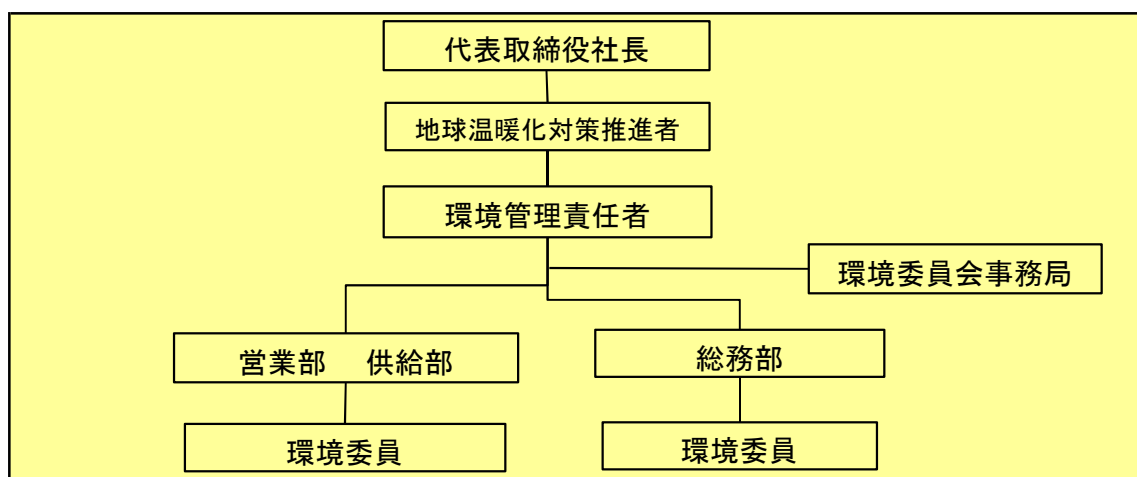 代表取締役社長
地球温暖化対策推進者
環境管理責任者
環境委員会事務局
営業部　供給部
総務部
環境委員
環境委員